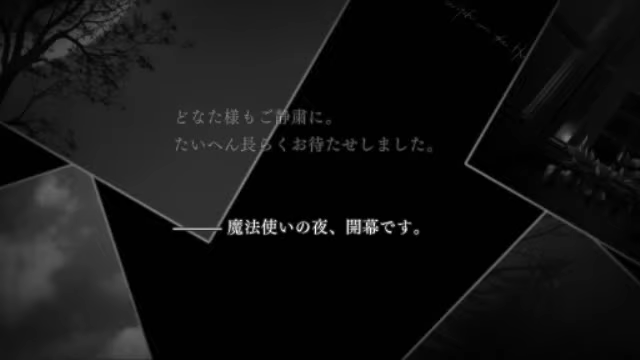 どなた様もご静粛に。
たいへん長らくお待たせしました。
―――魔法使いの夜、開幕です。